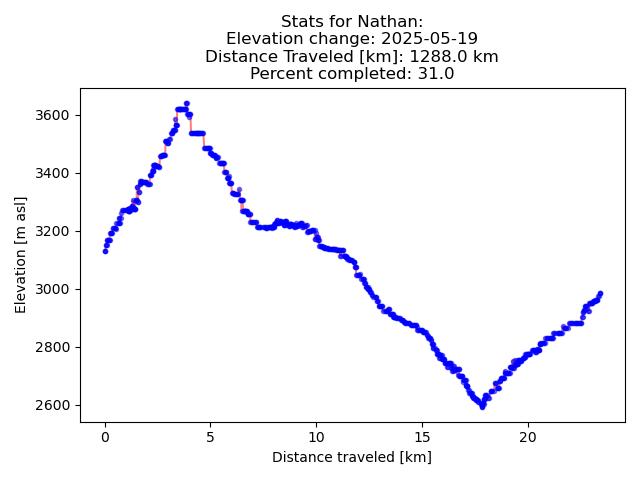 Stats for Nathan:
Elevation change: 2025-05-19
Distance Traveled [km]: 1288.0 km
Percent completed: 31.0
3600
3400
3200
3000
2800
2600
Elevation [m asl]
0 5 10 15 20
Distance traveled [km]